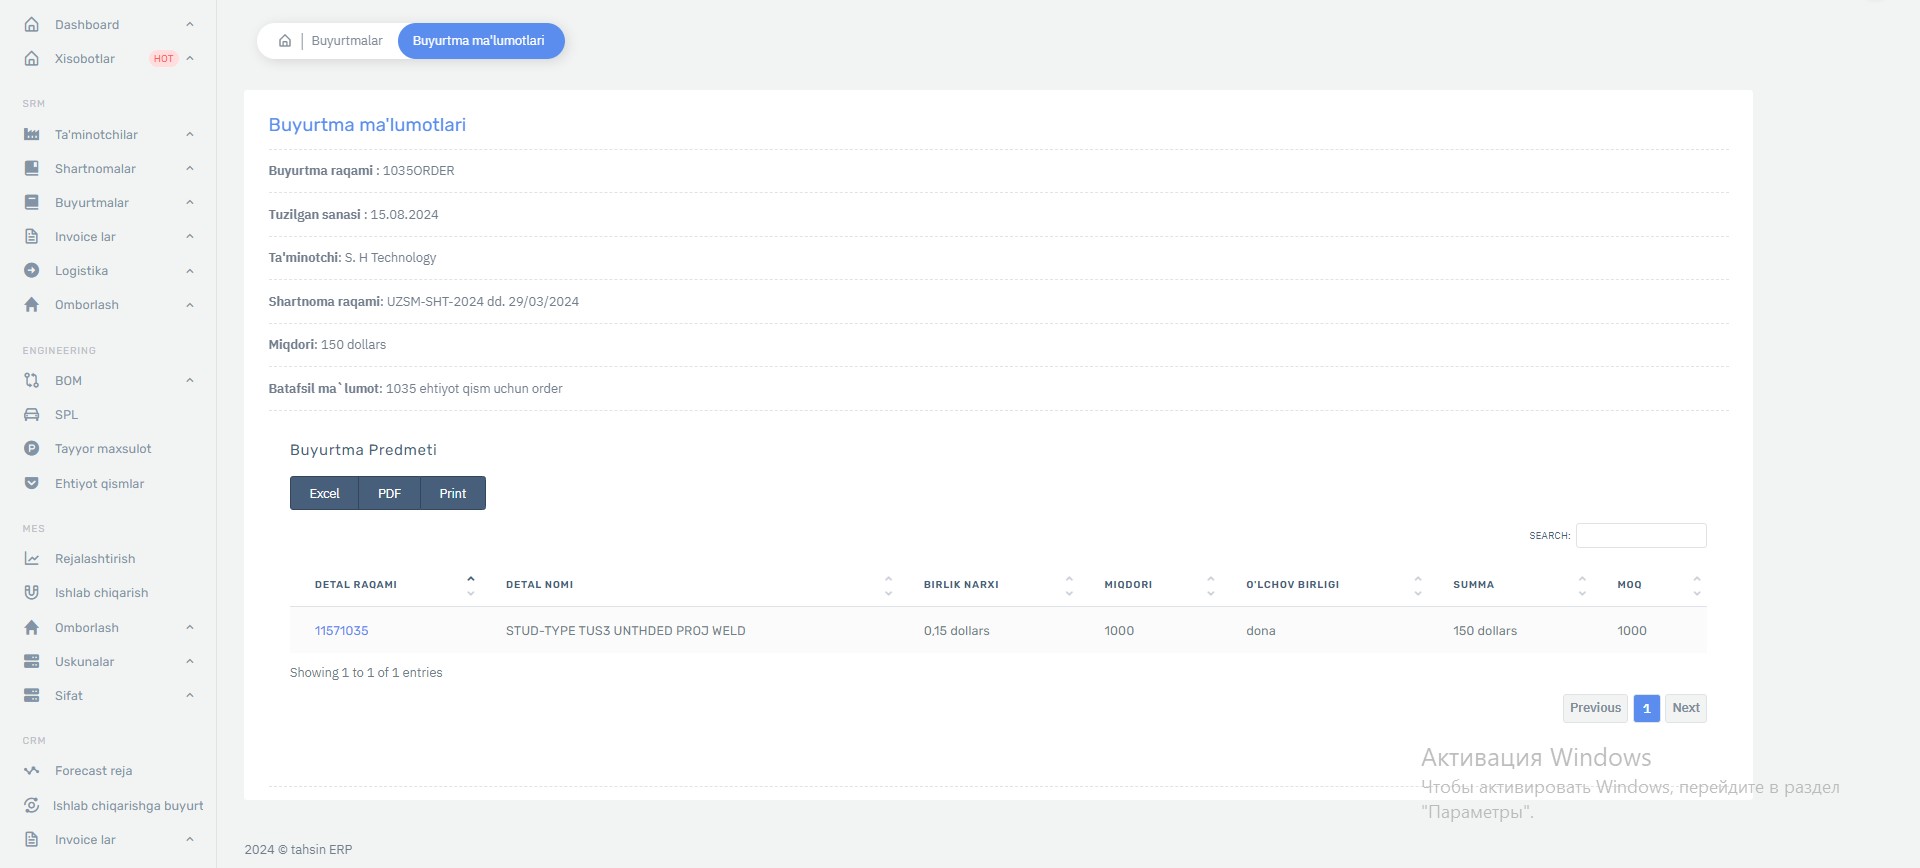 Dashboard
Xisobotlar HOT
SRM
Ta'minotchilar
Shartnomalar
Buyurtmalar
Invoice lar
Logistika
Omborlash
ENGINEERING
BOM
SPL
Tayyor maxsulot
Ehtiyot qismlar
MES
Rejalashtirish
Ishlab chiqarish
Omborlash
Uskunalar
Sifat
CRM
Forecast reja
Ishlab chiqarishga buyurt
Invoice lar
Buyurtmalar Buyurtma ma'lumotlari
Buyurtma ma'lumotlari
Buyurtma raqami : 1035ORDER
Tuzilgan sanasi : 15.08.2024
Ta'minotchi: S. H Technology
Shartnoma raqami: UZSM-SHT-2024 dd. 29/03/2024
Miqdori: 150 dollars
Batafsil ma`lumot: 1035 ehtiyot qism uchun order
Buyurtma Predmeti
Excel PDF Print
SEARCH:
DETAL RAQAMI DETAL NOMI BIRLIK NARXI MIQDORI O'LCHOV BIRLIGI SUMMA MOQ
11571035 STUD-TYPE TUS3 UNTHDED PROJ WELD 0,15 dollars 1000 dona 150 dollars 1000
Showing 1 to 1 of 1 entries
Previous 1 Next
Активация Windows
Чтобы активировать Windows, перейдите в раздел
"Параметры".
2024 © tahsin ERP